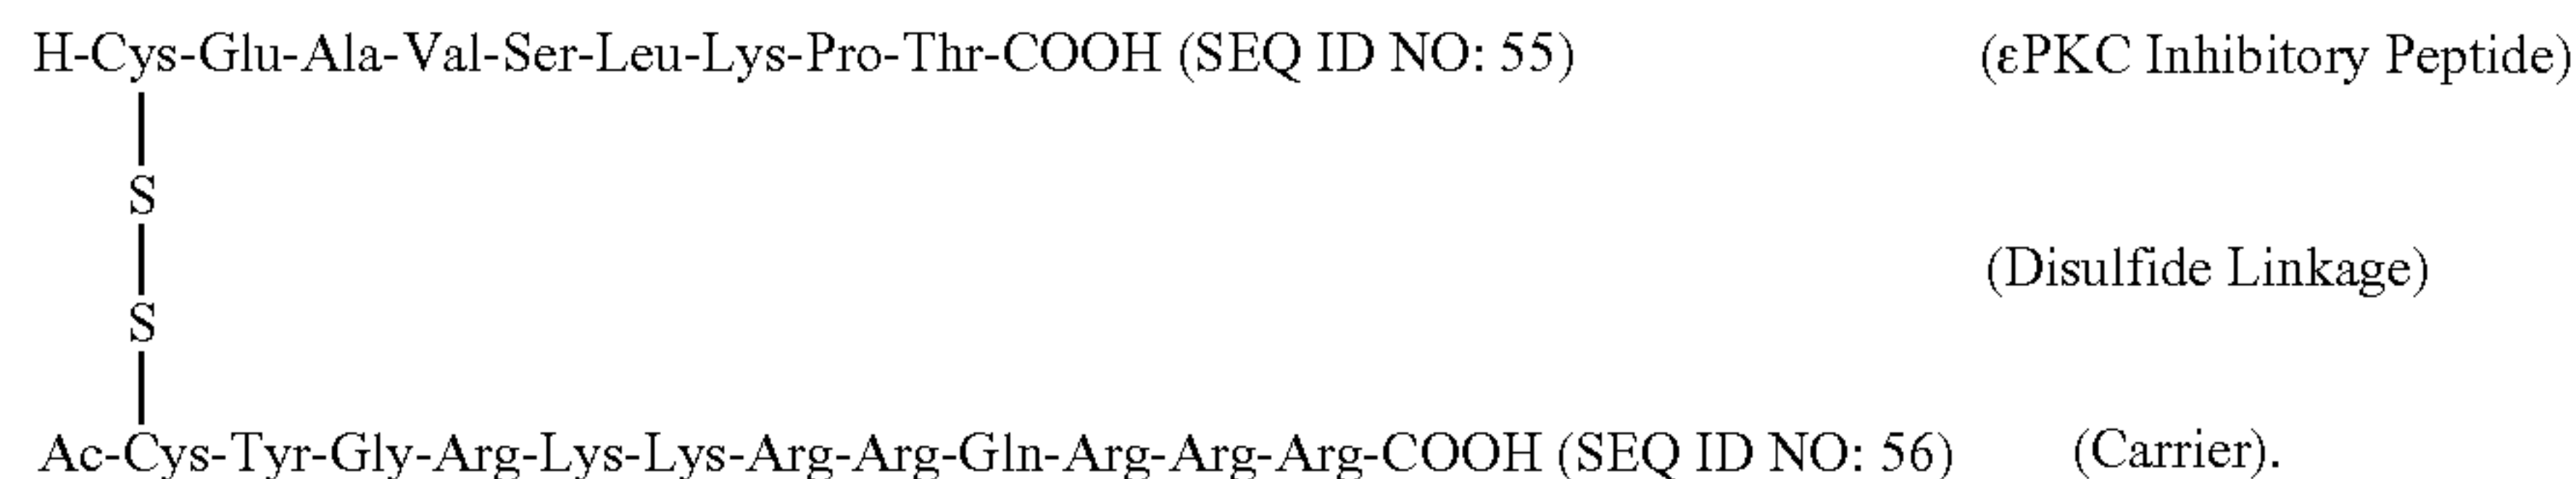 H-Cys-Glu-Ala-Val-Ser-Leu-Lys-Pro-Thr-COOH (SEQ ID NO: 55) (εPKC Inhibitory Peptide)
S
(Disulfide Linkage)
S
Ac-Cys-Tyr-Gly-Arg-Lys-Lys-Arg-Arg-Gln-Arg-Arg-Arg-COOH (SEQ ID NO: 56) (Carrier).